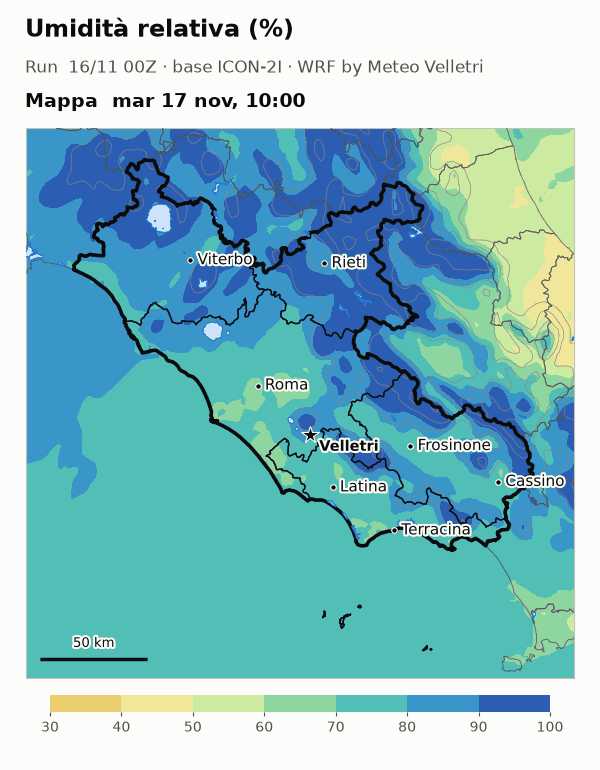 Umidità relativa (%)
Run  16/11 00Z · base ICON-2I · WRF by Meteo Velletri
Mappa  mar 17 nov, 10:00
Viterbo
Rieti
Roma
Velletri
Frosinone
Cassino
Latina
Terracina
50 km
30 40 50 60 70 80 90 100